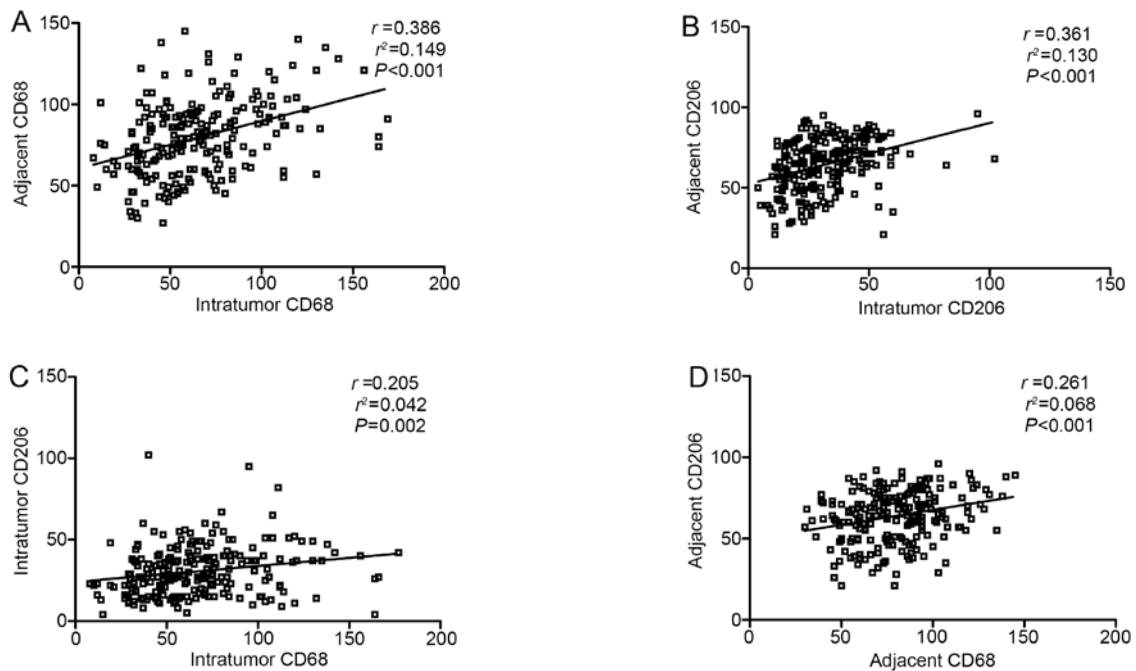 A
r =0.386
r²=0.149
P<0.001
150
100
50
0
Adjacent CD68
0 50 100 150 200
Intratumor CD68
B
r =0.361
r²=0.130
P<0.001
150
100
50
0
Adjacent CD206
0 50 100 150
Intratumor CD206
C
r =0.205
r²=0.042
P=0.002
150
100
50
0
Intratumor CD206
0 50 100 150 200
Intratumor CD68
D
r =0.261
r²=0.068
P<0.001
150
100
50
0
Adjacent CD206
0 50 100 150 200
Adjacent CD68